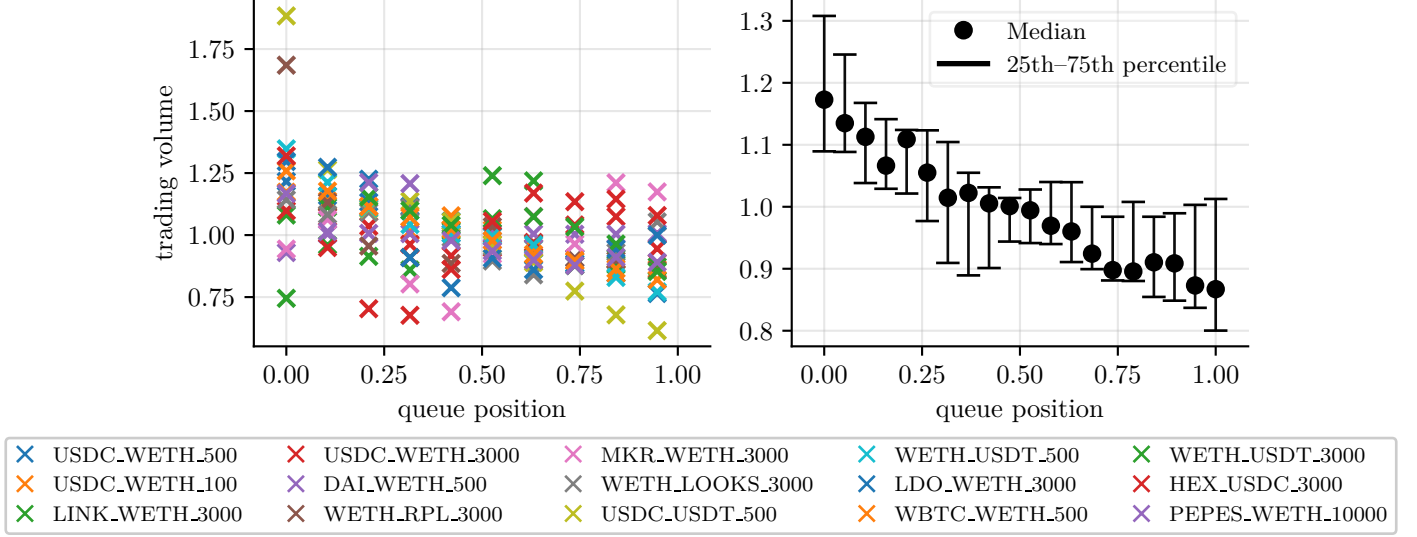 trading volume
1.75
1.50
1.25
1.00
0.75
0.00 0.25 0.50 0.75 1.00
queue position
1.3
1.2
1.1
1.0
0.9
0.8
Median
25th–75th percentile
0.00 0.25 0.50 0.75 1.00
queue position
USDC_WETH_500 USDC_WETH_3000 MKR_WETH_3000 WETH_USDT_500 WETH_USDT_3000
USDC_WETH_100 DAI_WETH_500 WETH_LOOKS_3000 LDO_WETH_3000 HEX_USDC_3000
LINK_WETH_3000 WETH_RPL_3000 USDC_USDT_500 WBTC_WETH_500 PEPES_WETH_10000